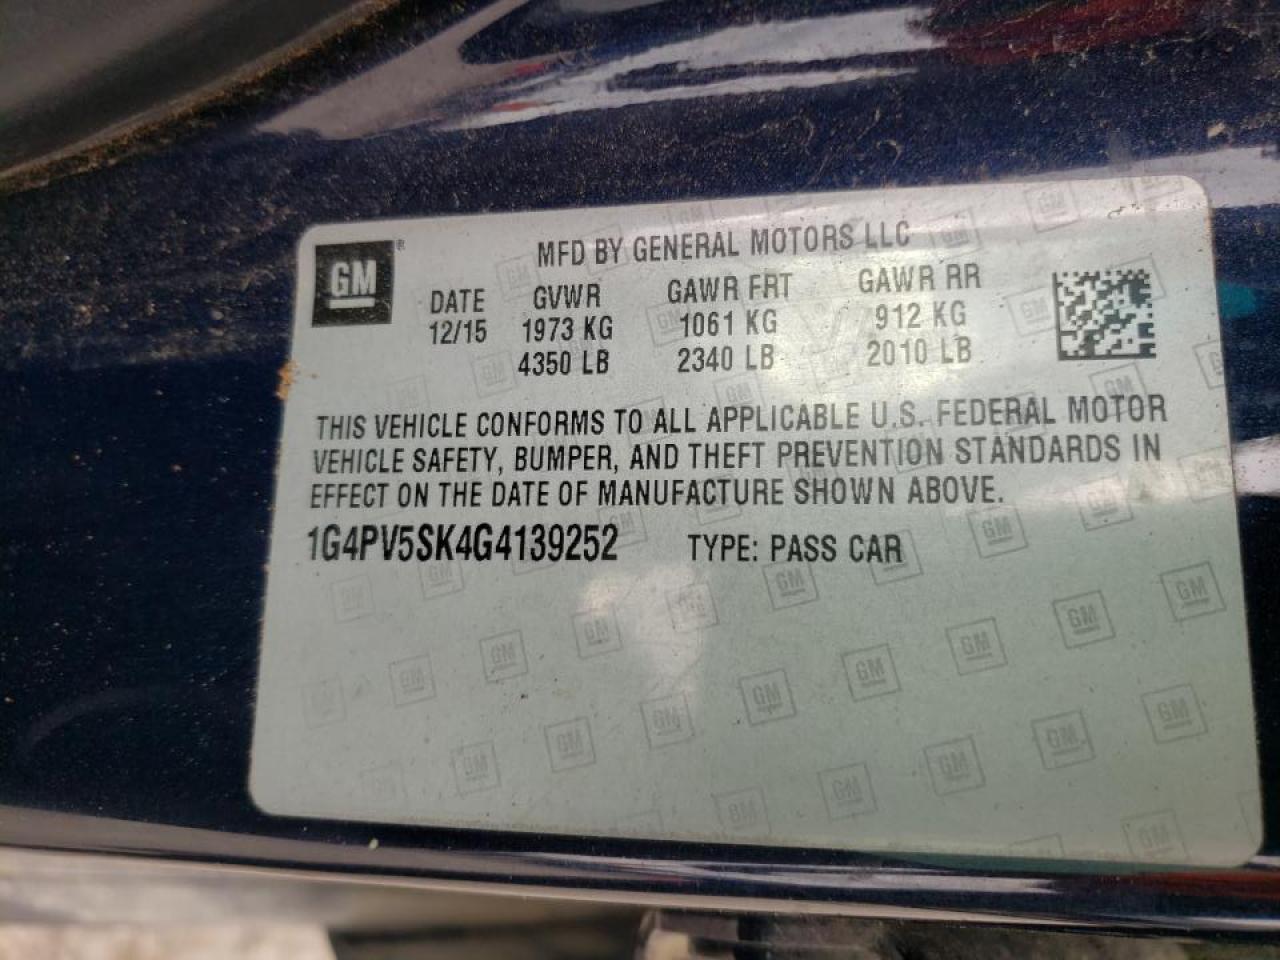 GM ®
MFD BY GENERAL MOTORS LLC
DATE GVWR GAWR FRT GAWR RR
12/15 1973 KG 1061 KG 912 KG
4350 LB 2340 LB 2010 LB
THIS VEHICLE CONFORMS TO ALL APPLICABLE U.S. FEDERAL MOTOR
VEHICLE SAFETY, BUMPER, AND THEFT PREVENTION STANDARDS IN
EFFECT ON THE DATE OF MANUFACTURE SHOWN ABOVE.
1G4PV5SK4G4139252 TYPE: PASS CAR